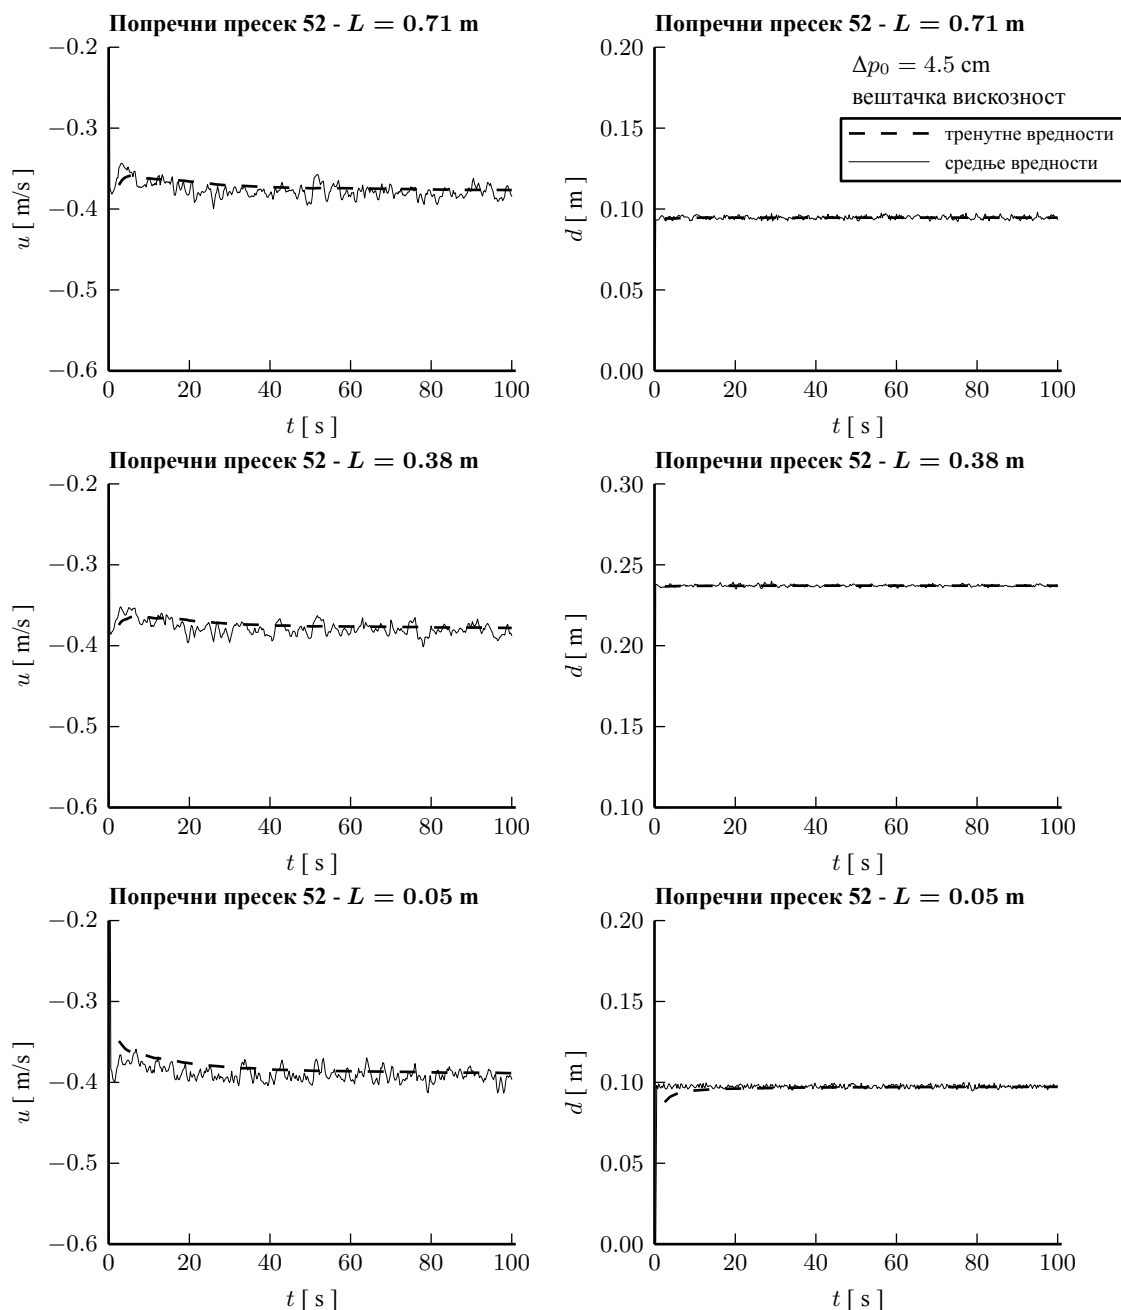 Попречни пресек 52 - L = 0.71 m
−0.2
−0.3
−0.4
−0.5
−0.6
u [ m/s ]
0 20 40 60 80 100
t [ s ]
Попречни пресек 52 - L = 0.71 m
Δp₀ = 4.5 cm
вештачка вискозност
тренутне вредности
средње вредности
0.20
0.15
0.10
0.05
0.00
d [ m ]
0 20 40 60 80 100
t [ s ]
Попречни пресек 52 - L = 0.38 m
−0.2
−0.3
−0.4
−0.5
−0.6
u [ m/s ]
0 20 40 60 80 100
t [ s ]
Попречни пресек 52 - L = 0.38 m
0.30
0.25
0.20
0.15
0.10
d [ m ]
0 20 40 60 80 100
t [ s ]
Попречни пресек 52 - L = 0.05 m
−0.2
−0.3
−0.4
−0.5
−0.6
u [ m/s ]
0 20 40 60 80 100
t [ s ]
Попречни пресек 52 - L = 0.05 m
0.20
0.15
0.10
0.05
0.00
d [ m ]
0 20 40 60 80 100
t [ s ]